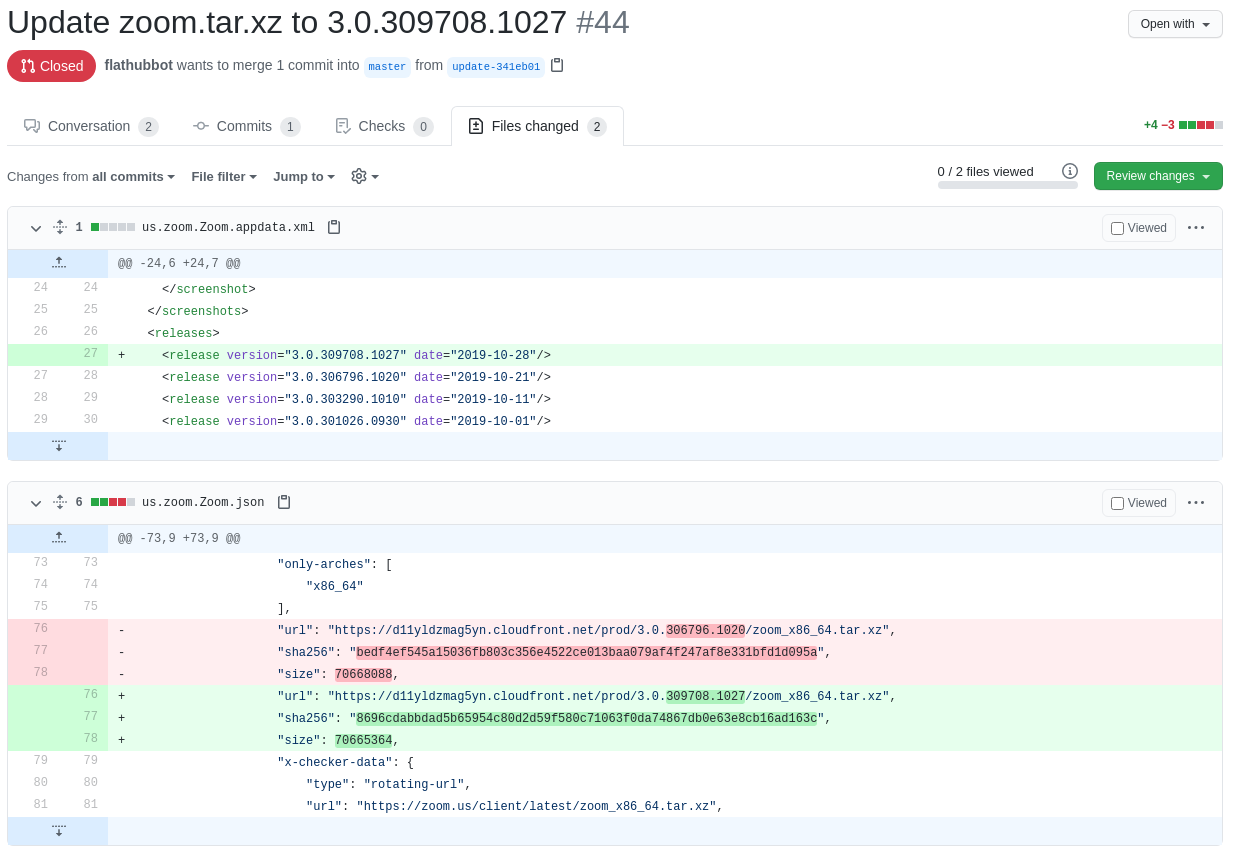 Update zoom.tar.xz to 3.0.309708.1027 #44
Open with
Closed flathubbot wants to merge 1 commit into master from update-341eb01
Conversation 2 Commits 1 Checks 0 Files changed 2 +4 −3
Changes from all commits File filter Jump to 0 / 2 files viewed Review changes
1 us.zoom.Zoom.appdata.xml Viewed
@@ -24,6 +24,7 @@
24 24 </screenshot>
25 25 </screenshots>
26 26 <releases>
27 + <release version="3.0.309708.1027" date="2019-10-28"/>
27 28 <release version="3.0.306796.1020" date="2019-10-21"/>
28 29 <release version="3.0.303290.1010" date="2019-10-11"/>
29 30 <release version="3.0.301026.0930" date="2019-10-01"/>
6 us.zoom.Zoom.json Viewed
@@ -73,9 +73,9 @@
73 73 "only-arches": [
74 74 "x86_64"
75 75 ],
76 - "url": "https://d11yldzmag5yn.cloudfront.net/prod/3.0.306796.1020/zoom_x86_64.tar.xz",
77 - "sha256": "bedf4ef545a15036fb803c356e4522ce013baa079af4f247af8e331bfd1d095a",
78 - "size": 70668088,
76 + "url": "https://d11yldzmag5yn.cloudfront.net/prod/3.0.309708.1027/zoom_x86_64.tar.xz",
77 + "sha256": "8696cdabbdad5b65954c80d2d59f580c71063f0da74867db0e63e8cb16ad163c",
78 + "size": 70665364,
79 79 "x-checker-data": {
80 80 "type": "rotating-url",
81 81 "url": "https://zoom.us/client/latest/zoom_x86_64.tar.xz",